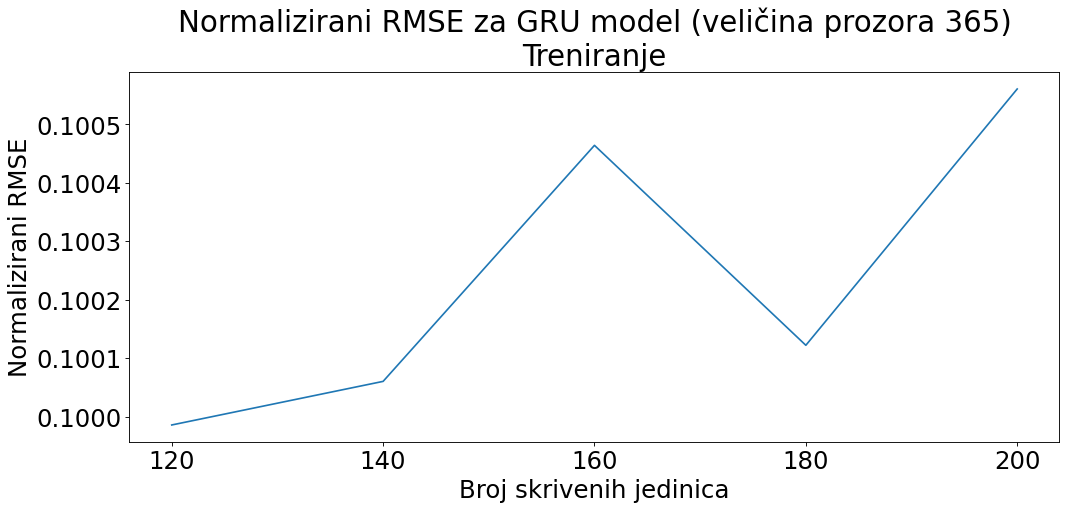 Normalizirani RMSE za GRU model (veličina prozora 365)
Treniranje
Normalizirani RMSE
0.1005
0.1004
0.1003
0.1002
0.1001
0.1000
120 140 160 180 200
Broj skrivenih jedinica